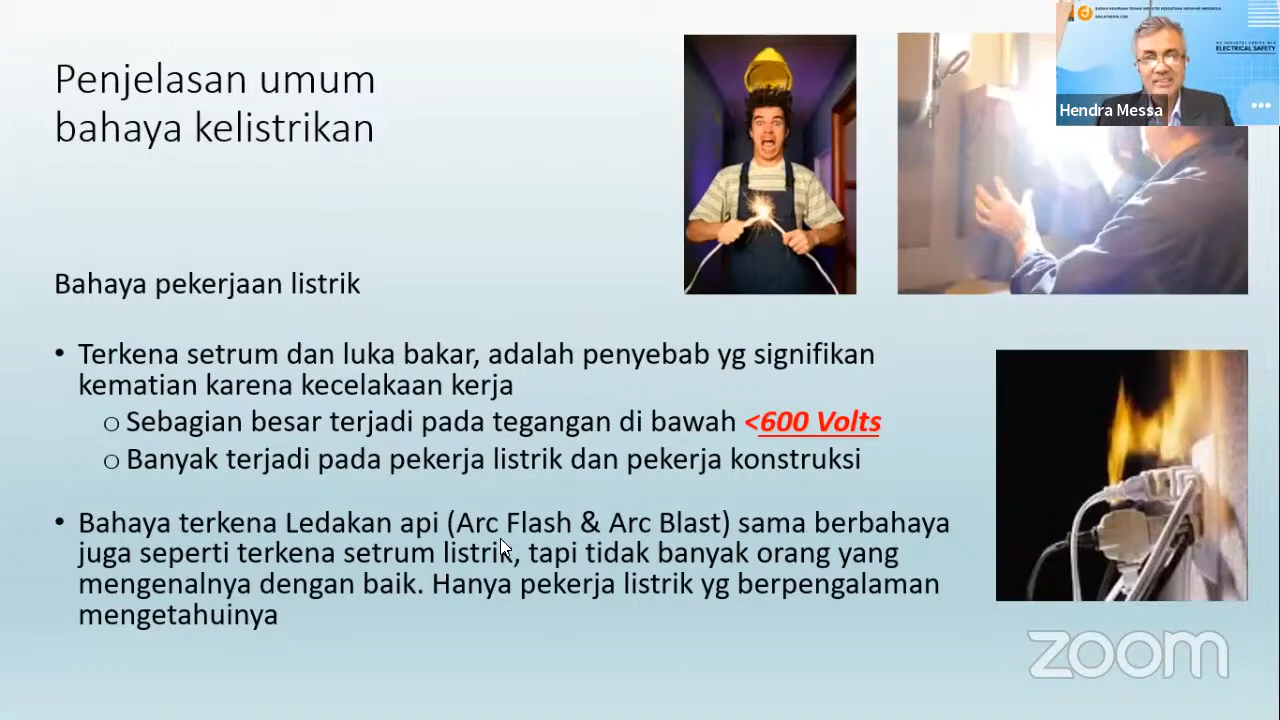 Penjelasan umum
bahaya kelistrikan
Bahaya pekerjaan listrik
• Terkena setrum dan luka bakar, adalah penyebab yg signifikan
kematian karena kecelakaan kerja
o Sebagian besar terjadi pada tegangan di bawah <600 Volts
o Banyak terjadi pada pekerja listrik dan pekerja konstruksi
• Bahaya terkena Ledakan api (Arc Flash & Arc Blast) sama berbahaya
juga seperti terkena setrum listrik, tapi tidak banyak orang yang
mengenalnya dengan baik. Hanya pekerja listrik yg berpengalaman
mengetahuinya
ELECTRICAL SAFETY
Hendra Messa
zoom